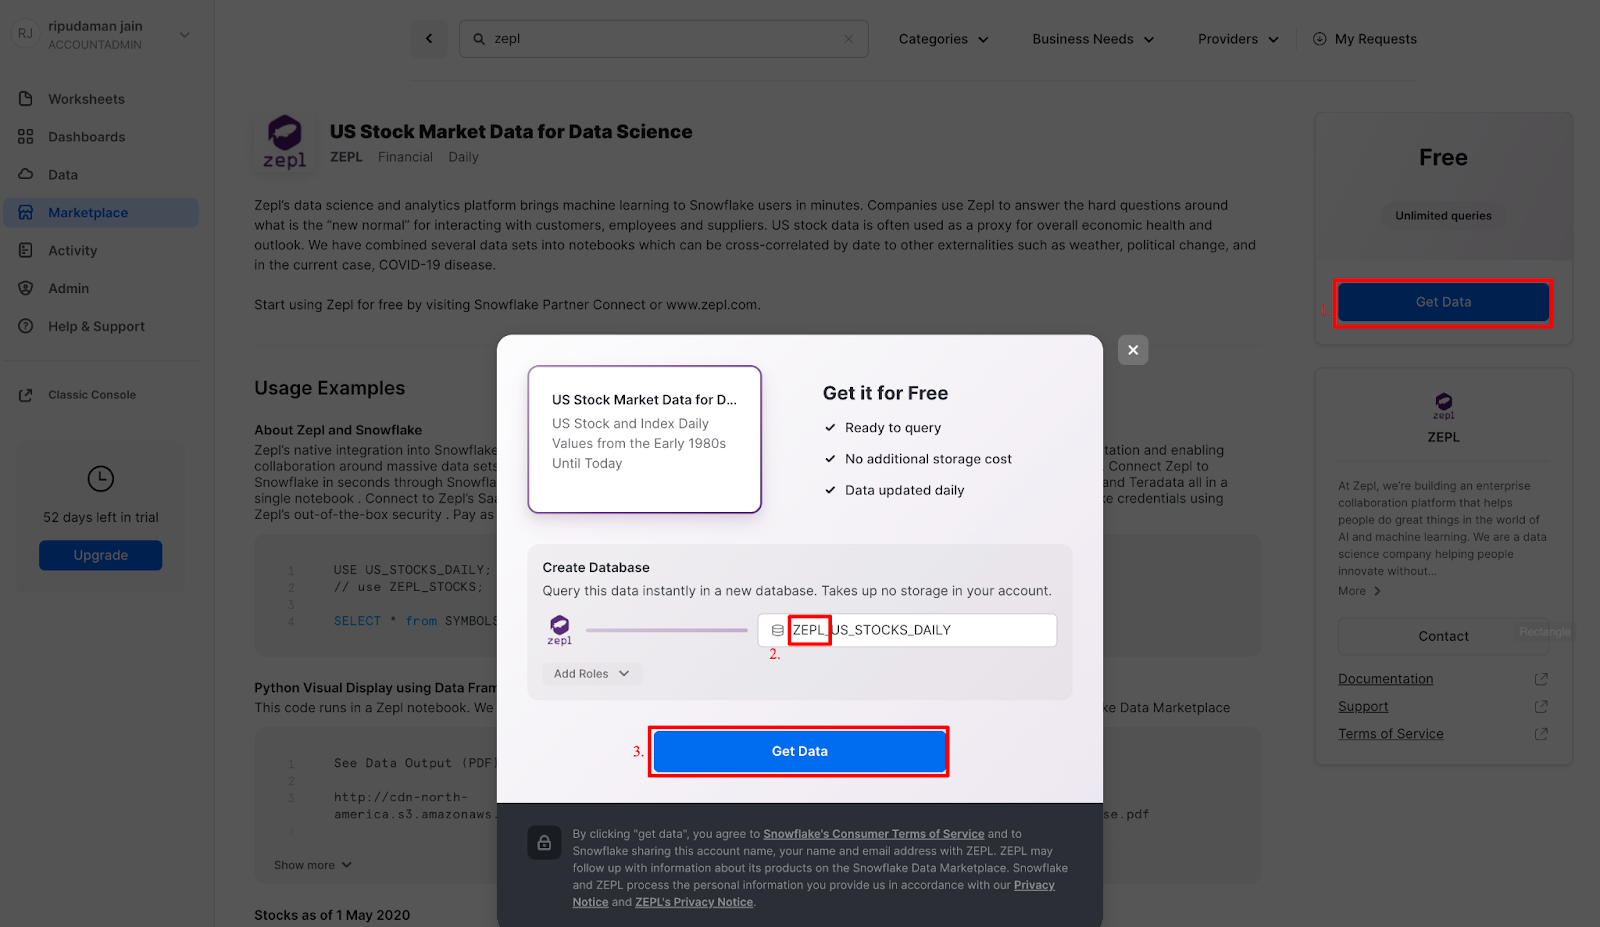 RJ
ripudaman jain
ACCOUNTADMIN
zepl
Categories
Business Needs
Providers
My Requests
Worksheets
Dashboards
Data
Marketplace
Activity
Admin
Help & Support
Classic Console
52 days left in trial
Upgrade
zepl
US Stock Market Data for Data Science
ZEPL Financial Daily
Zepl's data science and analytics platform brings machine learning to Snowflake users in minutes. Companies use Zepl to answer the hard questions around
what is the “new normal” for interacting with customers, employees and suppliers. US stock data is often used as a proxy for overall economic health and
outlook. We have combined several data sets into notebooks which can be cross-correlated by date to other externalities such as weather, political change, and
in the current case, COVID-19 disease.
Start using Zepl for free by visiting Snowflake Partner Connect or www.zepl.com.
Free
Unlimited queries
1.
Get Data
Usage Examples
About Zepl and Snowflake
Zepl's native integration into Snowflake tation and enabling
collaboration around massive data sets Connect Zepl to
Snowflake in seconds through Snowfla and Teradata all in a
single notebook . Connect to Zepl's Saa ke credentials using
Zepl's out-of-the-box security . Pay as
1 USE US_STOCKS_DAILY;
2 // use ZEPL_STOCKS;
3
4 SELECT * from SYMBOLS
Python Visual Display using Data Fram
This code runs in a Zepl notebook. We ke Data Marketplace
1 See Data Output (PDF)
2
3 http://cdn-north-
america.s3.amazonaws. se.pdf
Show more
Stocks as of 1 May 2020
US Stock Market Data for D...
US Stock and Index Daily
Values from the Early 1980s
Until Today
Get it for Free
Ready to query
No additional storage cost
Data updated daily
Create Database
Query this data instantly in a new database. Takes up no storage in your account.
zepl
ZEPL_US_STOCKS_DAILY
2.
Add Roles
3.
Get Data
By clicking "get data", you agree to Snowflake's Consumer Terms of Service and to
Snowflake sharing this account name, your name and email address with ZEPL. ZEPL may
follow up with information about its products on the Snowflake Data Marketplace. Snowflake
and ZEPL process the personal information you provide us in accordance with our Privacy
Notice and ZEPL's Privacy Notice.
zepl
ZEPL
At Zepl, we're building an enterprise
collaboration platform that helps
people do great things in the world of
AI and machine learning. We are a data
science company helping people
innovate without...
More
Contact
Rectangle
Documentation
Support
Terms of Service